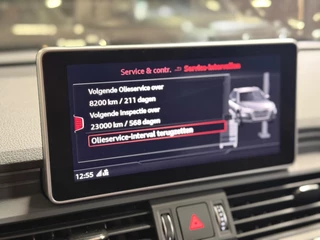 Service & contr. Service-intervallen
Volgende Olieservice over
8200 km / 211 dagen
Volgende Inspectie over
23000 km / 568 dagen
Olieservice-interval terugzetten
12:55